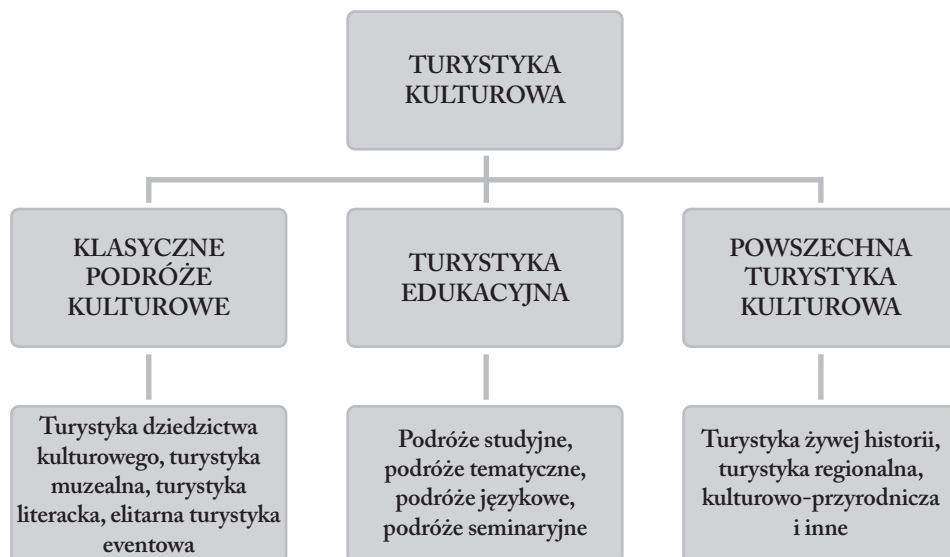 TURYSTYKA
KULTUROWA
KLASYCZNE
PODRÓŻE
KULTUROWE
TURYSTYKA
EDUKACYJNA
POWSZECHNA
TURYSTYKA
KULTUROWA
Turystyka dziedzictwa
kulturowego, turystyka
muzealna, turystyka
literacka, elitarna turystyka
eventowa
Podróże studyjne,
podróże tematyczne,
podróże językowe,
podróże seminaryjne
Turystyka żywej historii,
turystyka regionalna,
kulturowo-przyrodnicza
i inne